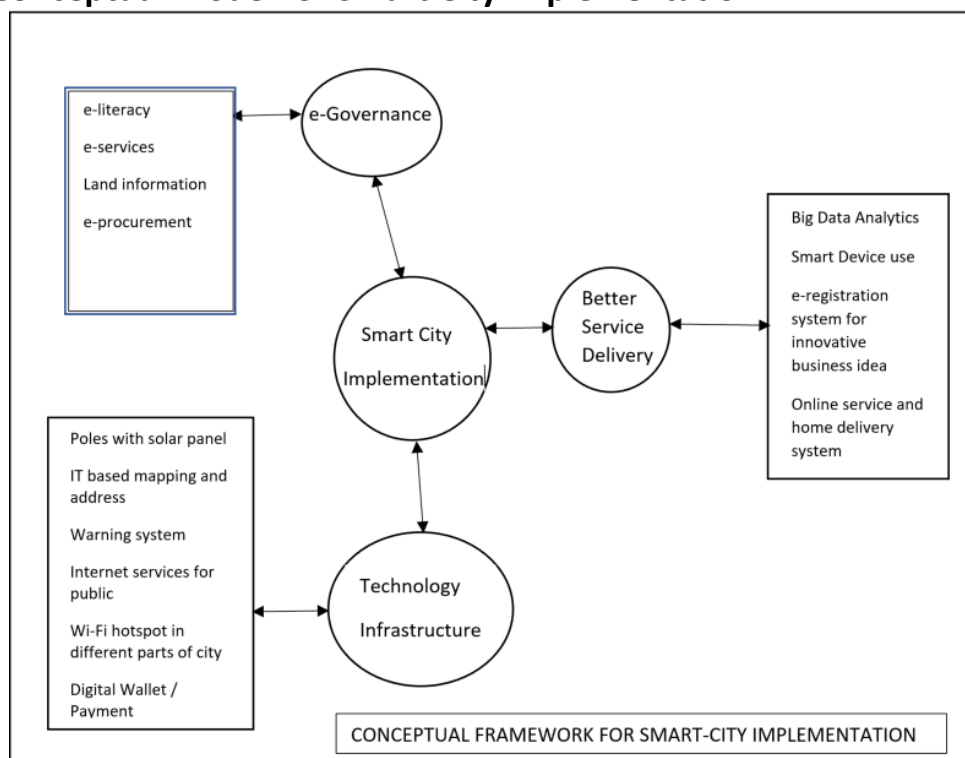 e-literacy
e-services
Land information
e-procurement
e-Governance
Smart City
Implementation
Better
Service
Delivery
Big Data Analytics
Smart Device use
e-registration
system for
innovative
business idea
Online service and
home delivery
system
Poles with solar panel
IT based mapping and
address
Warning system
Internet services for
public
Wi-Fi hotspot in
different parts of city
Digital Wallet /
Payment
Technology
Infrastructure
CONCEPTUAL FRAMEWORK FOR SMART-CITY IMPLEMENTATION